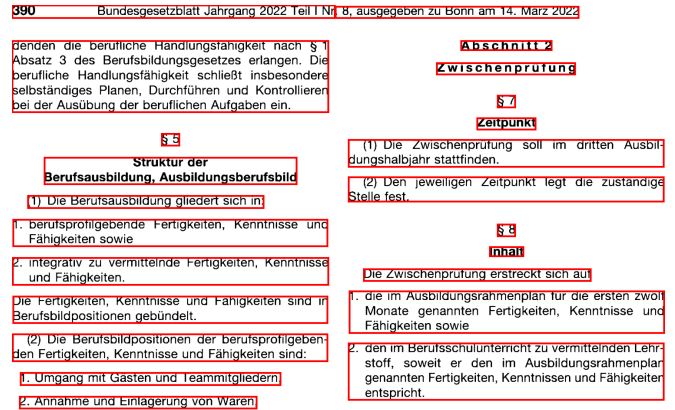 390 Bundesgesetzblatt Jahrgang 2022 Teil I Nr. 8, ausgegeben zu Bonn am 14. März 2022
denden die berufliche Handlungsfähigkeit nach § 1
Absatz 3 des Berufsbildungsgesetzes erlangen. Die
berufliche Handlungsfähigkeit schließt insbesondere
selbständiges Planen, Durchführen und Kontrollieren
bei der Ausübung der beruflichen Aufgaben ein.
§ 5
Struktur der
Berufsausbildung, Ausbildungsberufsbild
(1) Die Berufsausbildung gliedert sich in:
1. berufsprofilgebende Fertigkeiten, Kenntnisse und
Fähigkeiten sowie
2. integrativ zu vermittelnde Fertigkeiten, Kenntnisse
und Fähigkeiten.
Die Fertigkeiten, Kenntnisse und Fähigkeiten sind in
Berufsbildpositionen gebündelt.
(2) Die Berufsbildpositionen der berufsprofilgeben-
den Fertigkeiten, Kenntnisse und Fähigkeiten sind:
1. Umgang mit Gästen und Teammitgliedern,
2. Annahme und Einlagerung von Waren,
Abschnitt 2
Zwischenprüfung
§ 7
Zeitpunkt
(1) Die Zwischenprüfung soll im dritten Ausbil-
dungshalbjahr stattfinden.
(2) Den jeweiligen Zeitpunkt legt die zuständige
Stelle fest.
§ 8
Inhalt
Die Zwischenprüfung erstreckt sich auf
1. die im Ausbildungsrahmenplan für die ersten zwölf
Monate genannten Fertigkeiten, Kenntnisse und
Fähigkeiten sowie
2. den im Berufsschulunterricht zu vermittelnden Lehr-
stoff, soweit er den im Ausbildungsrahmenplan
genannten Fertigkeiten, Kenntnissen und Fähigkeiten
entspricht.